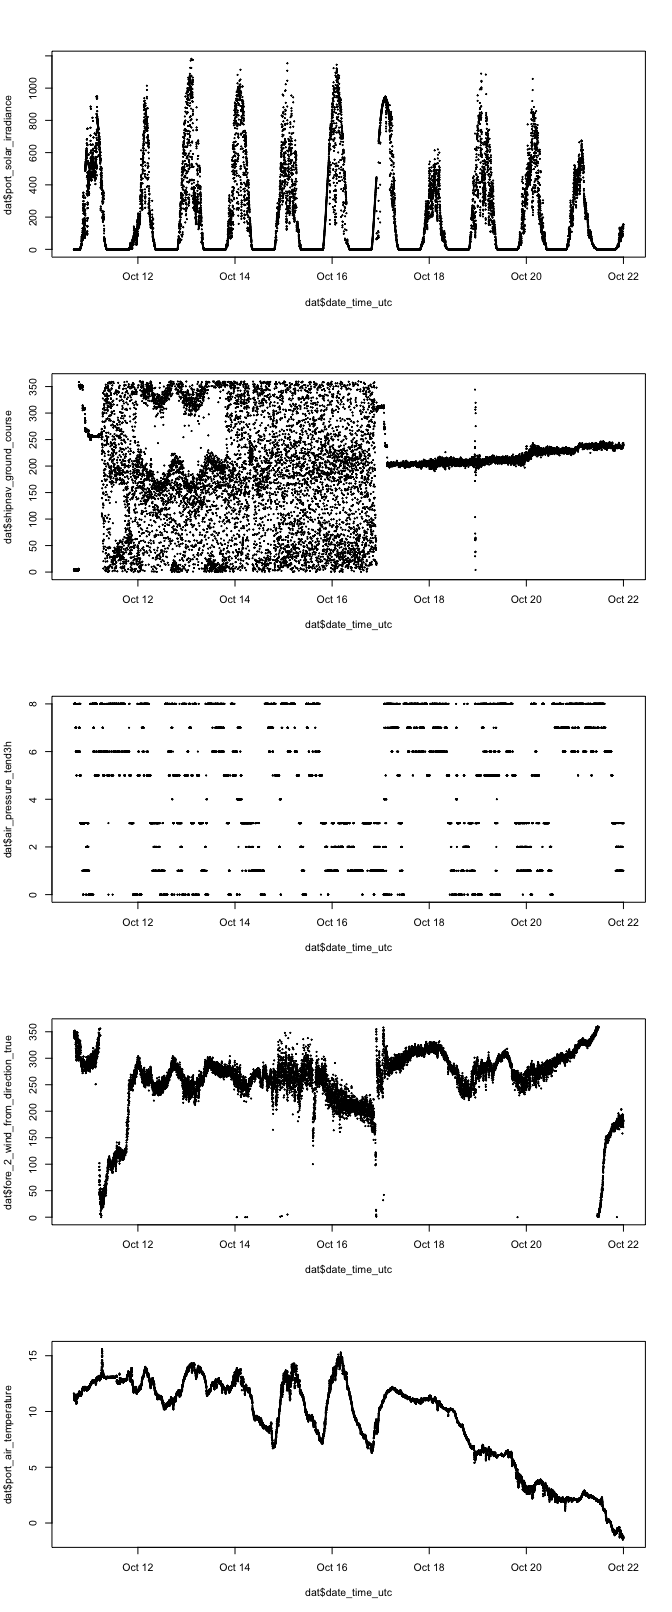 dat$port_solar_irradiance
0 200 400 600 800 1000
Oct 12 Oct 14 Oct 16 Oct 18 Oct 20 Oct 22
dat$date_time_utc
dat$shipnav_ground_course
0 50 100 150 200 250 300 350
Oct 12 Oct 14 Oct 16 Oct 18 Oct 20 Oct 22
dat$date_time_utc
dat$air_pressure_tend3h
0 2 4 6 8
Oct 12 Oct 14 Oct 16 Oct 18 Oct 20 Oct 22
dat$date_time_utc
dat$fore_2_wind_from_direction_true
0 50 100 150 200 250 300 350
Oct 12 Oct 14 Oct 16 Oct 18 Oct 20 Oct 22
dat$date_time_utc
dat$port_air_temperature
0 5 10 15
Oct 12 Oct 14 Oct 16 Oct 18 Oct 20 Oct 22
dat$date_time_utc